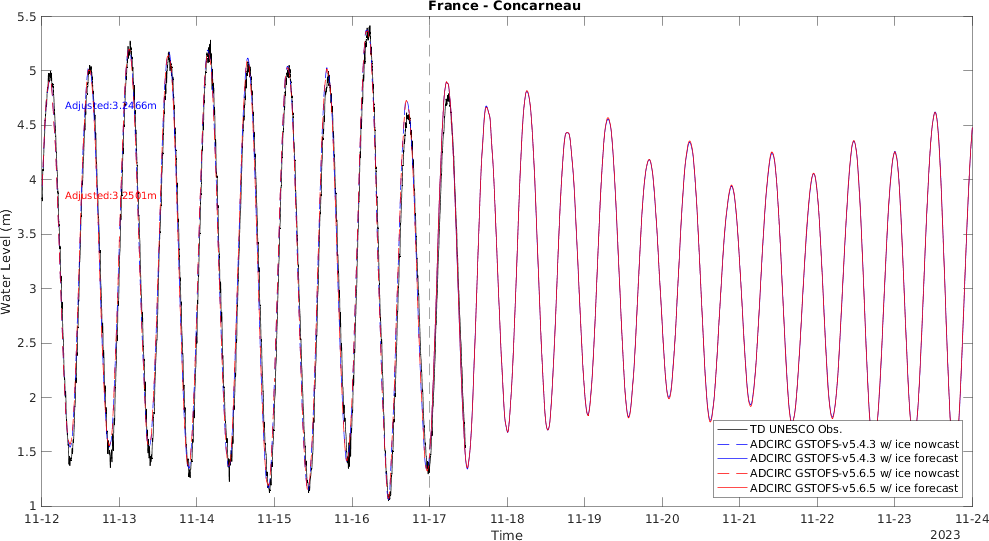 France - Concarneau
5.5
5
4.5
4
3.5
3
2.5
2
1.5
1
Water Level (m)
Adjusted:3.2466m
Adjusted:3.2501m
TD UNESCO Obs.
ADCIRC GSTOFS-v5.4.3 w/ ice nowcast
ADCIRC GSTOFS-v5.4.3 w/ ice forecast
ADCIRC GSTOFS-v5.6.5 w/ ice nowcast
ADCIRC GSTOFS-v5.6.5 w/ ice forecast
11-12 11-13 11-14 11-15 11-16 11-17 11-18 11-19 11-20 11-21 11-22 11-23 11-24
Time
2023